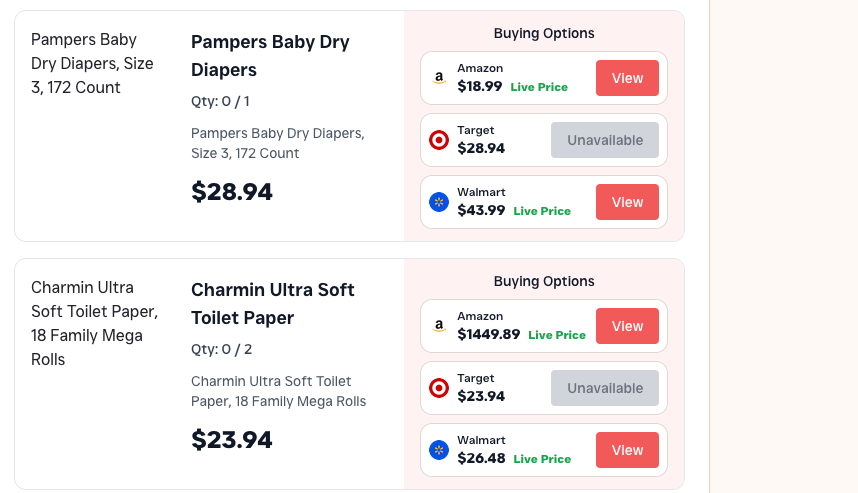 Pampers Baby
Dry Diapers, Size
3, 172 Count
Pampers Baby Dry
Diapers
Qty: 0 / 1
Pampers Baby Dry Diapers,
Size 3, 172 Count
$28.94
Buying Options
Amazon
$18.99 Live Price
View
Target
$28.94
Unavailable
Walmart
$43.99 Live Price
View
Charmin Ultra
Soft Toilet Paper,
18 Family Mega
Rolls
Charmin Ultra Soft
Toilet Paper
Qty: 0 / 2
Charmin Ultra Soft Toilet
Paper, 18 Family Mega Rolls
$23.94
Buying Options
Amazon
$1449.89 Live Price
View
Target
$23.94
Unavailable
Walmart
$26.48 Live Price
View